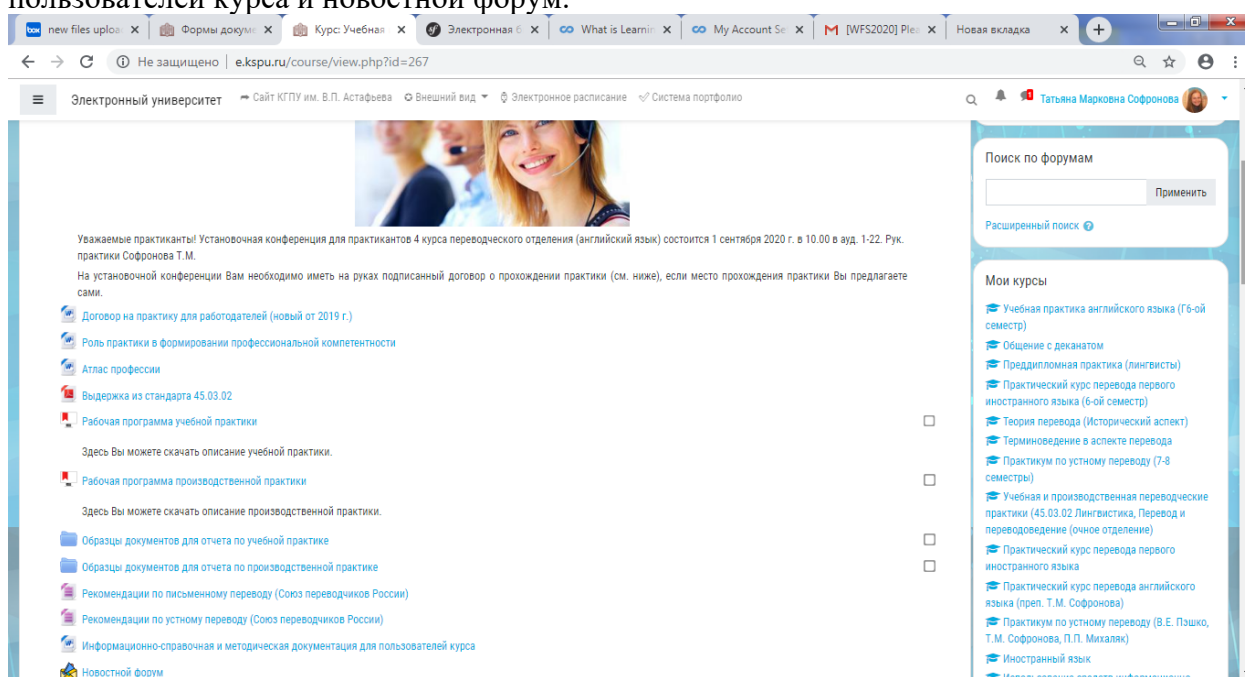 пользователей курса и новостной форум.
new files uploa
Формы докуме
Курс: Учебная
Электронная б
What is Learnin
My Account Se
[WFS2020] Plea
Новая вкладка
Не защищено | e.kspu.ru/course/view.php?id=267
Электронный университет
Сайт КГПУ им. В.П. Астафьева
Внешний вид
Электронное расписание
Система портфолио
Татьяна Марковна Софронова
Уважаемые практиканты! Установочная конференция для практикантов 4 курса переводческого отделения (английский язык) состоится 1 сентября 2020 г. в 10.00 в ауд. 1-22. Рук.
практики Софронова Т.М.
На установочной конференции Вам необходимо иметь на руках подписанный договор о прохождении практики (см. ниже), если место прохождения практики Вы предлагаете
сами.
Договор на практику для работодателей (новый от 2019 г.)
Роль практики в формировании профессиональной компетентности
Атлас профессии
Выдержка из стандарта 45.03.02
Рабочая программа учебной практики
Здесь Вы можете скачать описание учебной практики.
Рабочая программа производственной практики
Здесь Вы можете скачать описание производственной практики.
Образцы документов для отчета по учебной практике
Образцы документов для отчета по производственной практике
Рекомендации по письменному переводу (Союз переводчиков России)
Рекомендации по устному переводу (Союз переводчиков России)
Информационно-справочная и методическая документация для пользователей курса
Новостной форум
Поиск по форумам
Применить
Расширенный поиск
Мои курсы
Учебная практика английского языка (Г6-ой
семестр)
Общение с деканатом
Преддипломная практика (лингвисты)
Практический курс перевода первого
иностранного языка (6-ой семестр)
Теория перевода (Исторический аспект)
Терминоведение в аспекте перевода
Практикум по устному переводу (7-8
семестры)
Учебная и производственная переводческие
практики (45.03.02 Лингвистика, Перевод и
переводоведение (очное отделение)
Практический курс перевода первого
иностранного языка
Практический курс перевода английского
языка (преп. Т.М. Софронова)
Практикум по устному переводу (В.Е. Пашко,
Т.М. Софронова, П.П. Михаляк)
Иностранный язык